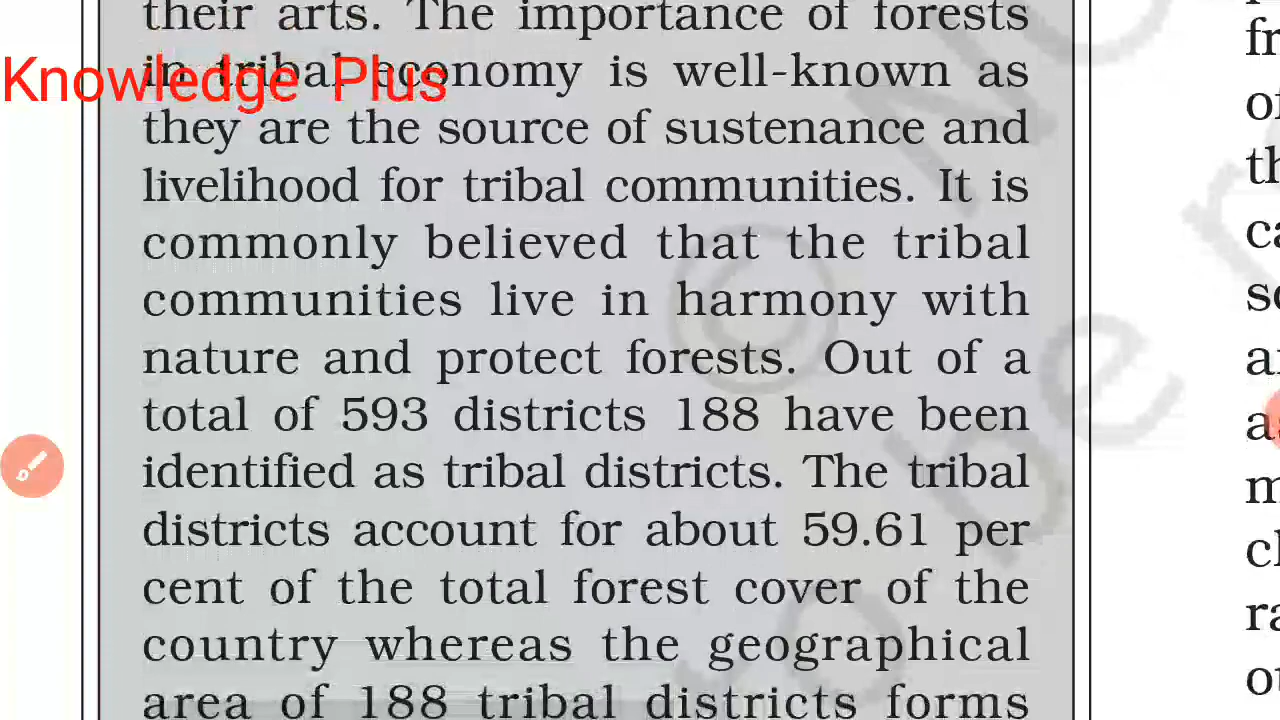 their arts. The importance of forests
Knowledge Plus
in tribal economy is well-known as
they are the source of sustenance and
livelihood for tribal communities. It is
commonly believed that the tribal
communities live in harmony with
nature and protect forests. Out of a
total of 593 districts 188 have been
identified as tribal districts. The tribal
districts account for about 59.61 per
cent of the total forest cover of the
country whereas the geographical
area of 188 tribal districts forms